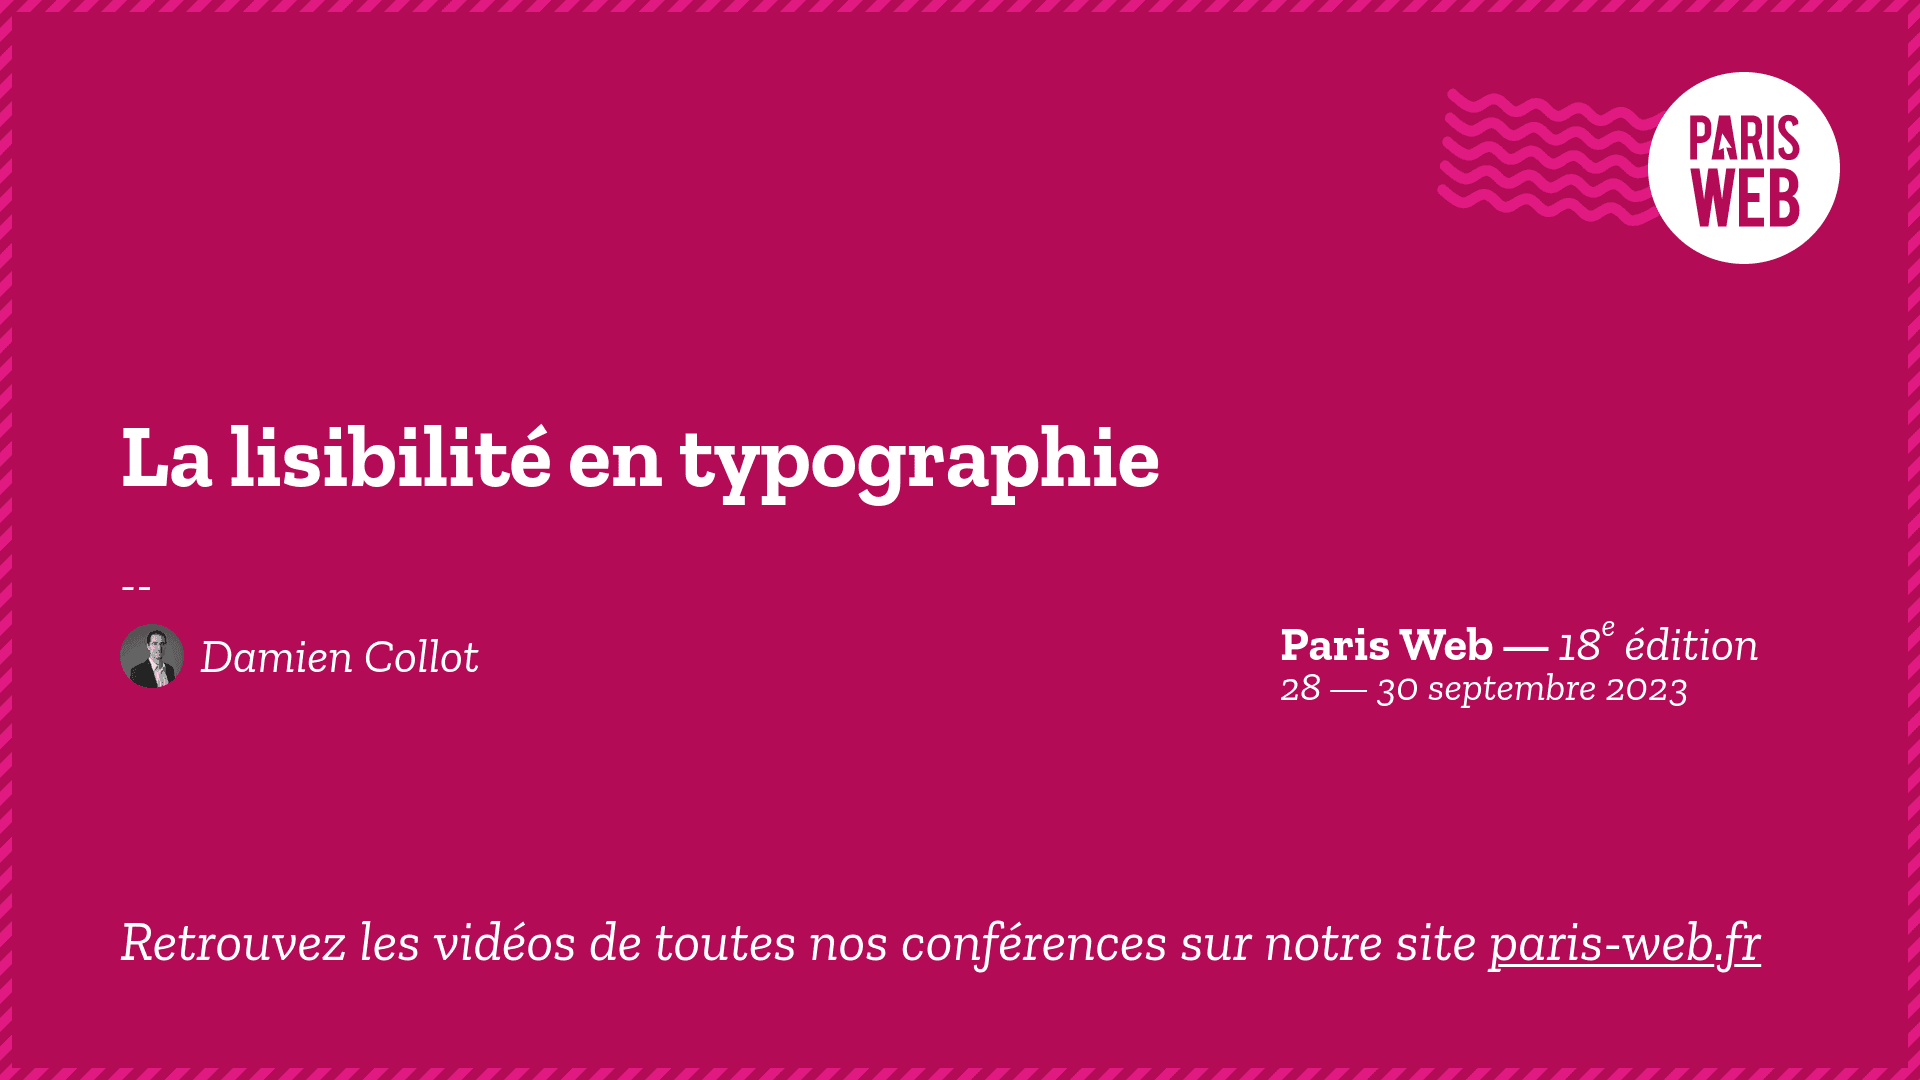 PARIS
WEB
La lisibilité en typographie
--
Damien Collot
Paris Web — 18e édition
28 — 30 septembre 2023
Retrouvez les vidéos de toutes nos conférences sur notre site paris-web.fr